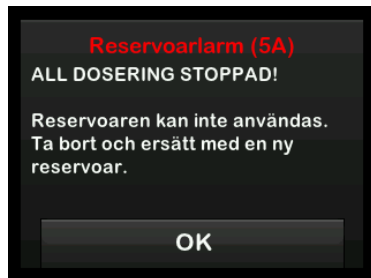 Reservoarlarm (5A)
ALL DOSERING STOPPAD!
Reservoaren kan inte användas.
Ta bort och ersätt med en ny
reservoar.
OK